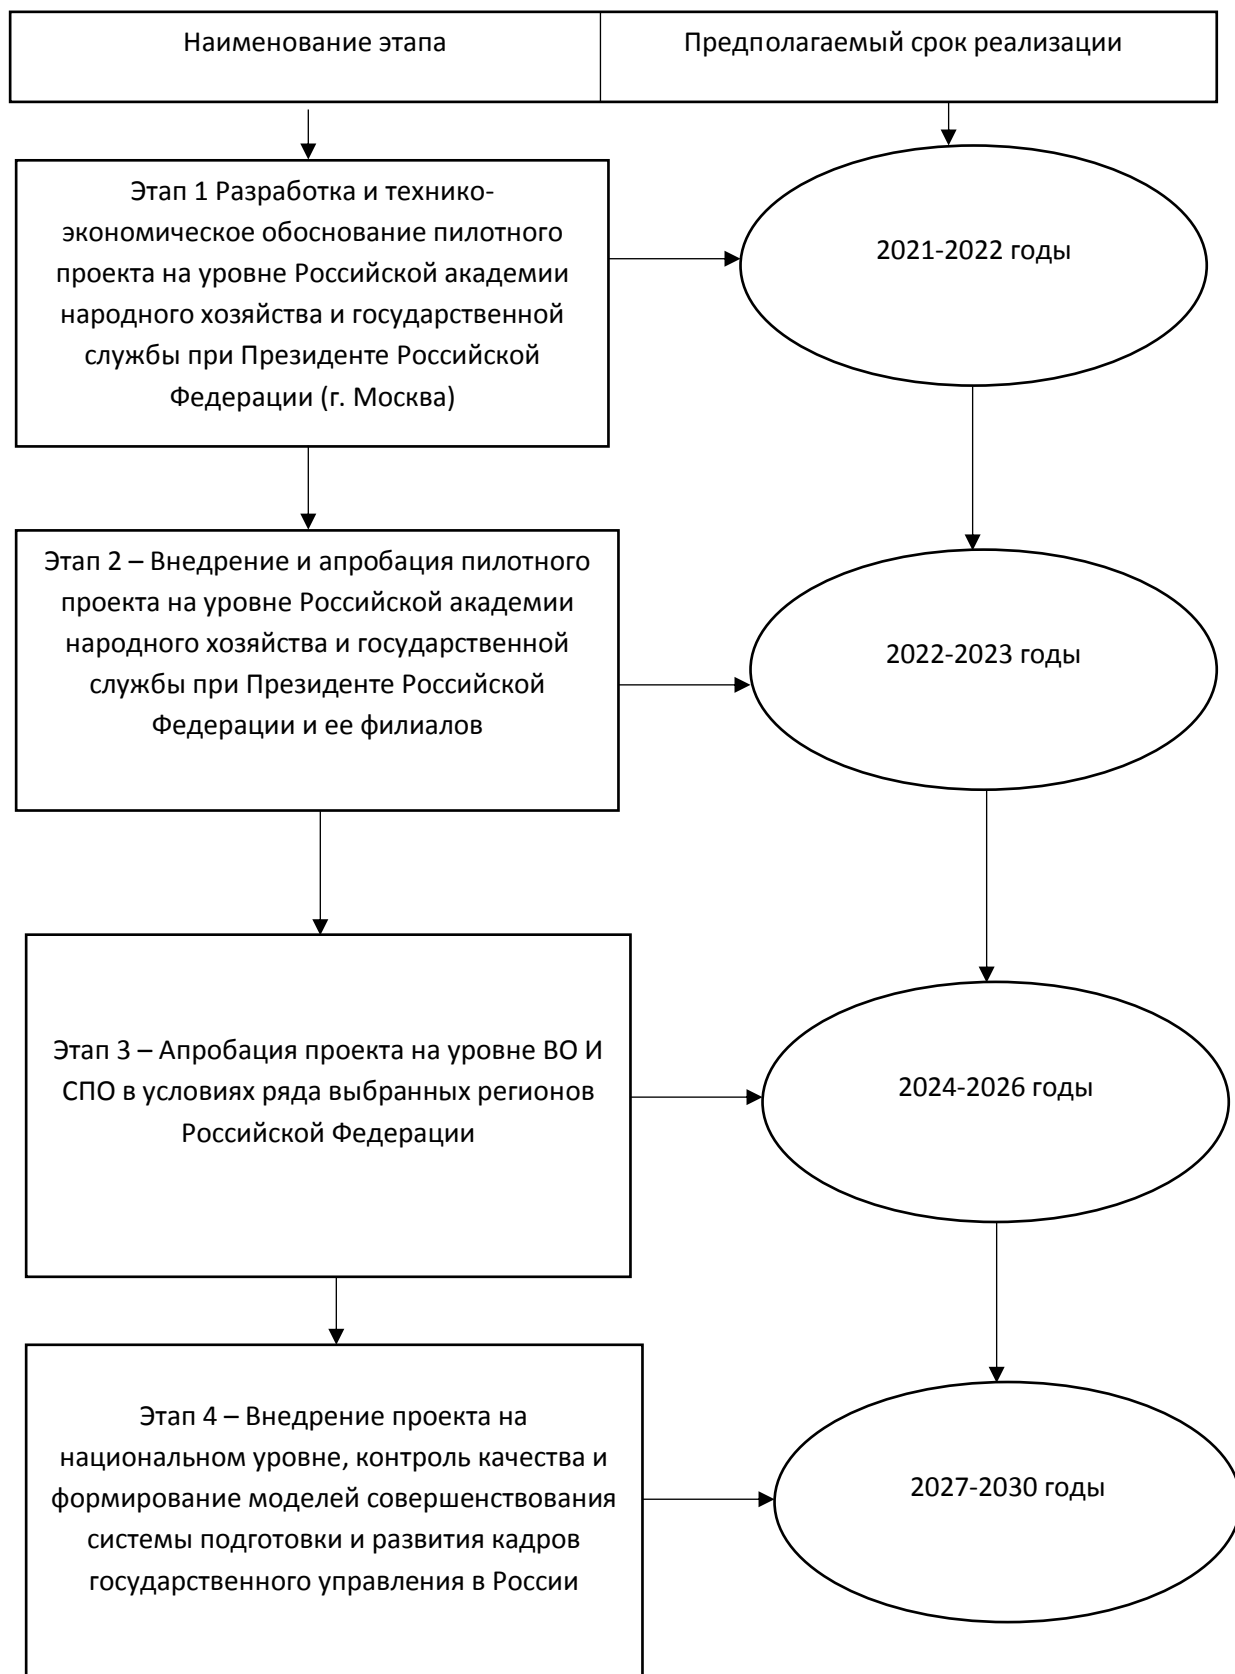 Наименование этапа
Предполагаемый срок реализации
Этап 1 Разработка и технико-
экономическое обоснование пилотного
проекта на уровне Российской академии
народного хозяйства и государственной
службы при Президенте Российской
Федерации (г. Москва)
2021-2022 годы
Этап 2 – Внедрение и апробация пилотного
проекта на уровне Российской академии
народного хозяйства и государственной
службы при Президенте Российской
Федерации и ее филиалов
2022-2023 годы
Этап 3 – Апробация проекта на уровне ВО И
СПО в условиях ряда выбранных регионов
Российской Федерации
2024-2026 годы
Этап 4 – Внедрение проекта на
национальном уровне, контроль качества и
формирование моделей совершенствования
системы подготовки и развития кадров
государственного управления в России
2027-2030 годы